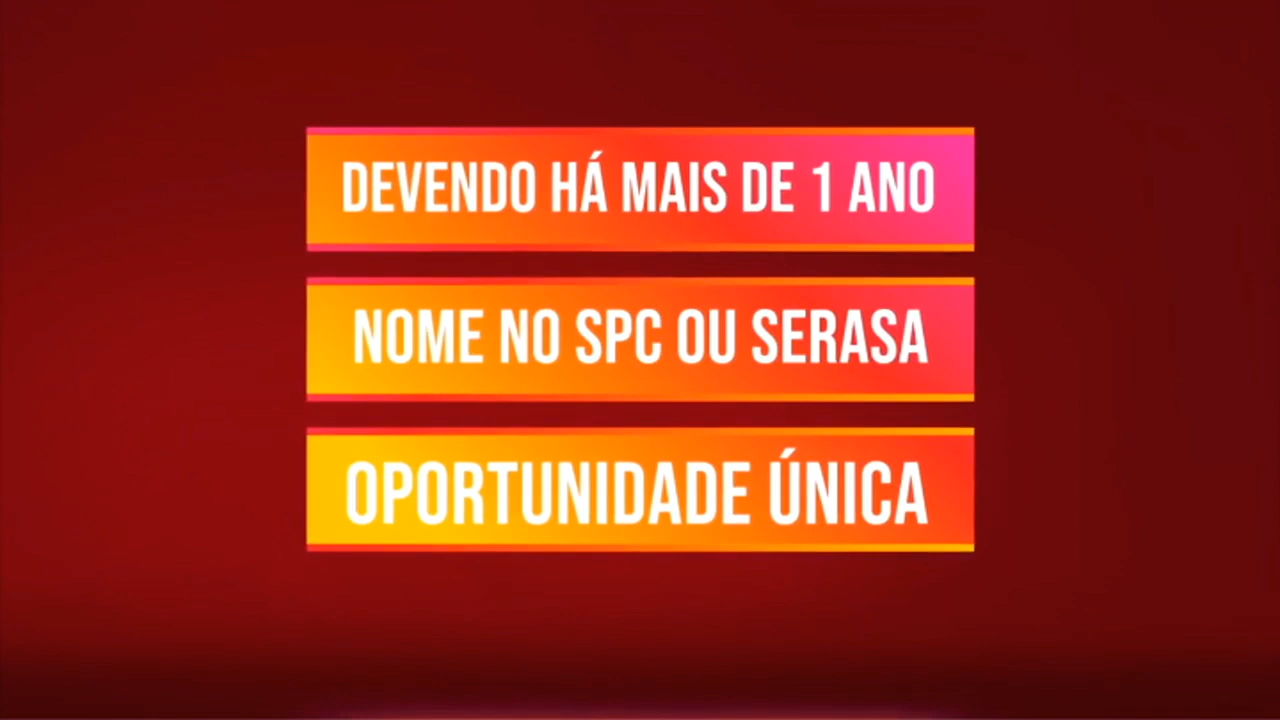 DEVENDO HÁ MAIS DE 1 ANO
NOME NO SPC OU SERASA
OPORTUNIDADE ÚNICA